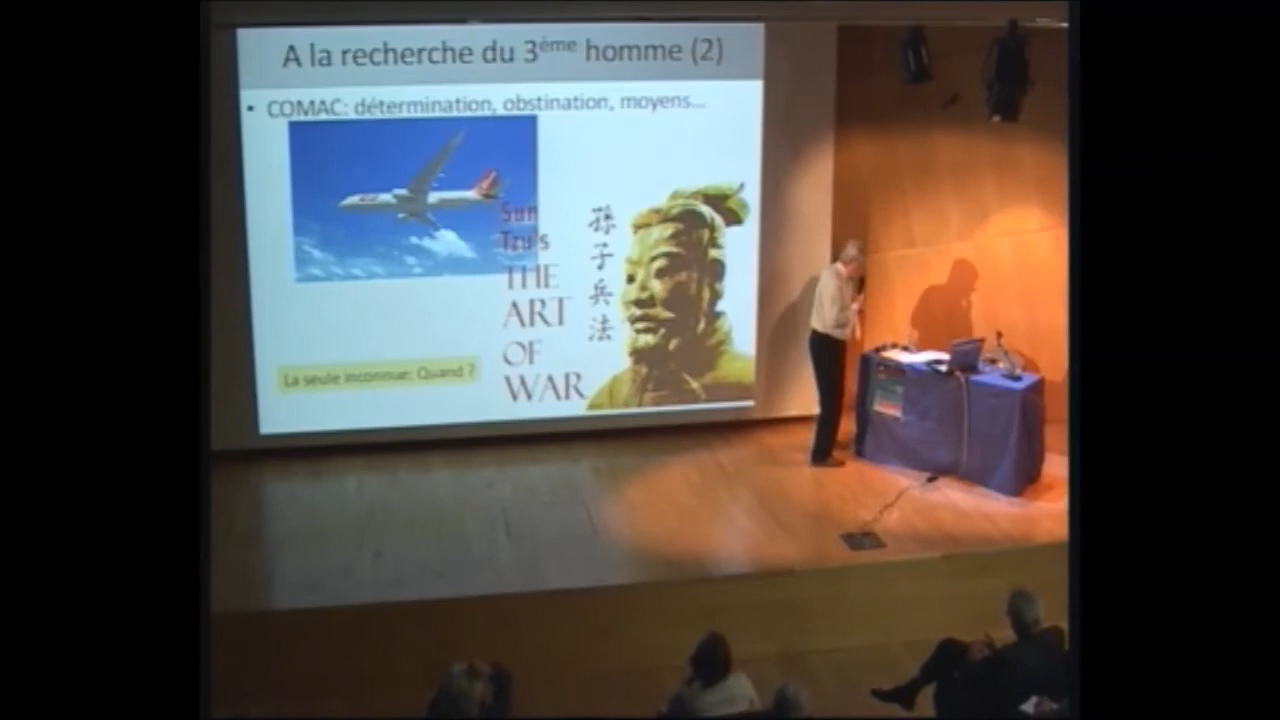 A la recherche du 3ème homme (2)
• COMAC: détermination, obstination, moyens...
Sun
Tzu's
THE
ART
OF
WAR
孫
子
兵
法
La seule inconnue: Quand ?